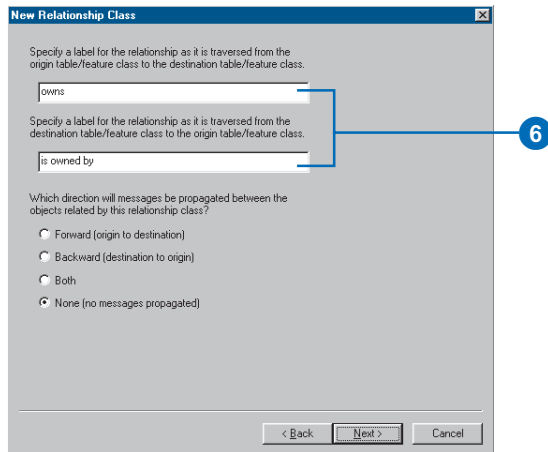 New Relationship Class
Specify a label for the relationship as it is traversed from the
origin table/feature class to the destination table/feature class.
owns
Specify a label for the relationship as it is traversed from the
destination table/feature class to the origin table/feature class.
is owned by
6
Which direction will messages be propagated between the
objects related by this relationship class?
Forward (origin to destination)
Backward (destination to origin)
Both
None (no messages propagated)
< Back
Next >
Cancel